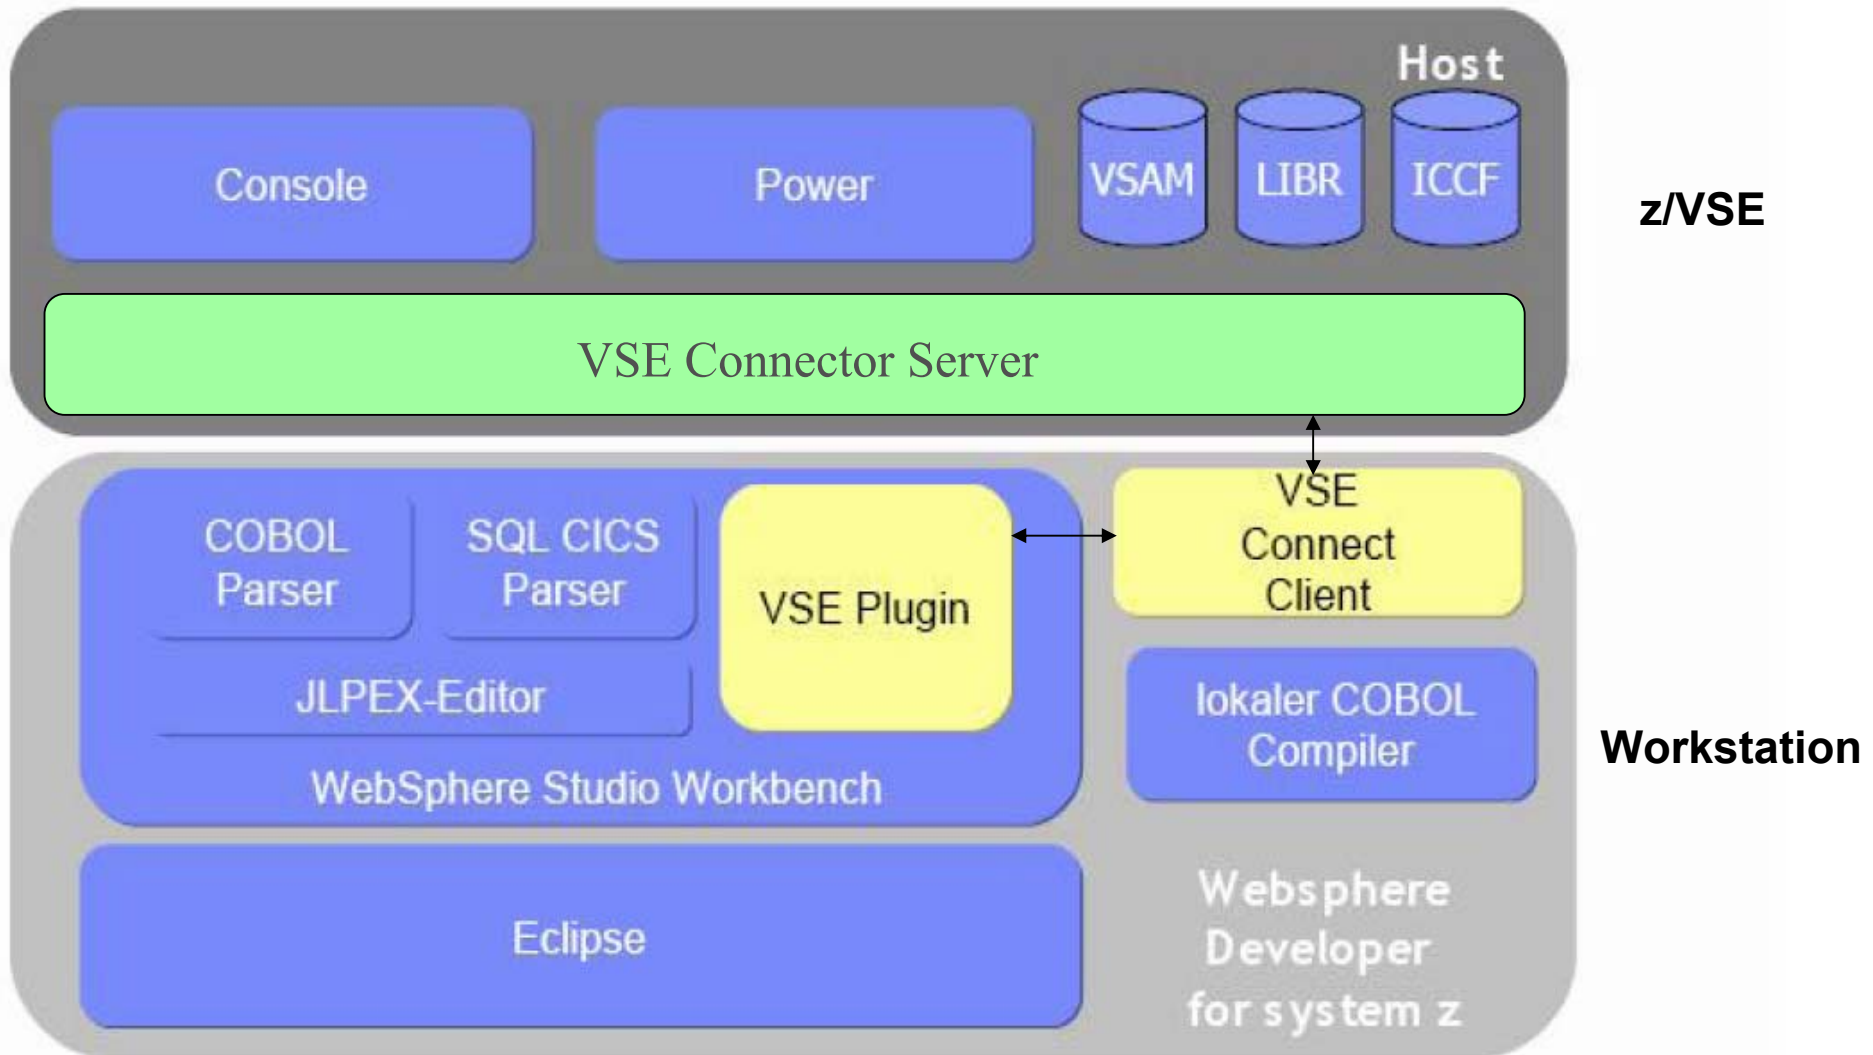 Host
Console
Power
VSAM
LIBR
ICCF
z/VSE
VSE Connector Server
COBOL
Parser
SQL CICS
Parser
VSE Plugin
VSE
Connect
Client
JLPEX-Editor
lokaler COBOL
Compiler
Workstation
WebSphere Studio Workbench
Eclipse
Websphere
Developer
for system z